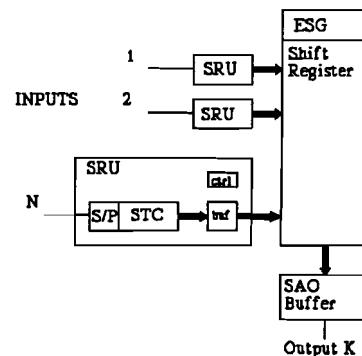 ESG
Shift
Register
1
SRU
INPUTS
2
SRU
SRU
ctrl
N
S/P
STC
SAO
Buffer
Output K